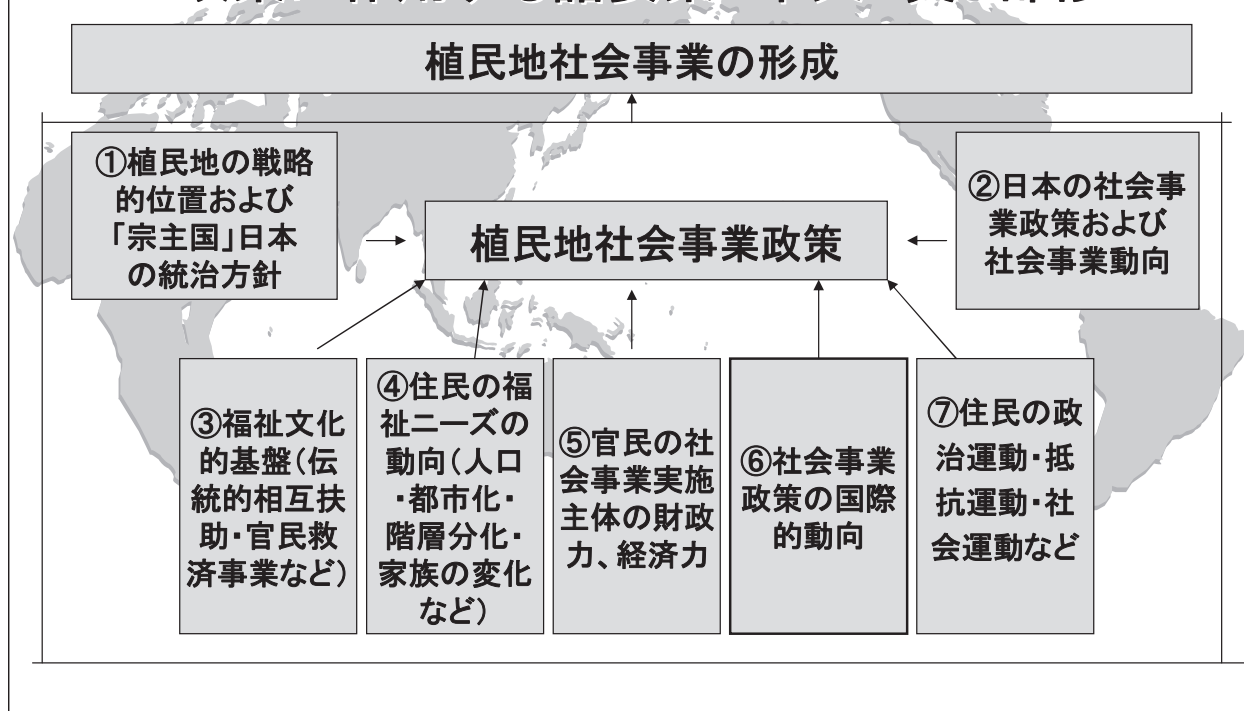 植民地社会事業の形成
①植民地の戦略
的位置および
「宗主国」日本
の統治方針
植民地社会事業政策
②日本の社会事
業政策および
社会事業動向
③福祉文化
的基盤（伝
統的相互扶
助・官民救
済事業など）
④住民の福
祉ニーズの
動向（人口
・都市化・
階層分化・
家族の変化
など）
⑤官民の社
会事業実施
主体の財政
力、経済力
⑥社会事業
政策の国際
的動向
⑦住民の政
治運動・抵
抗運動・社
会運動など